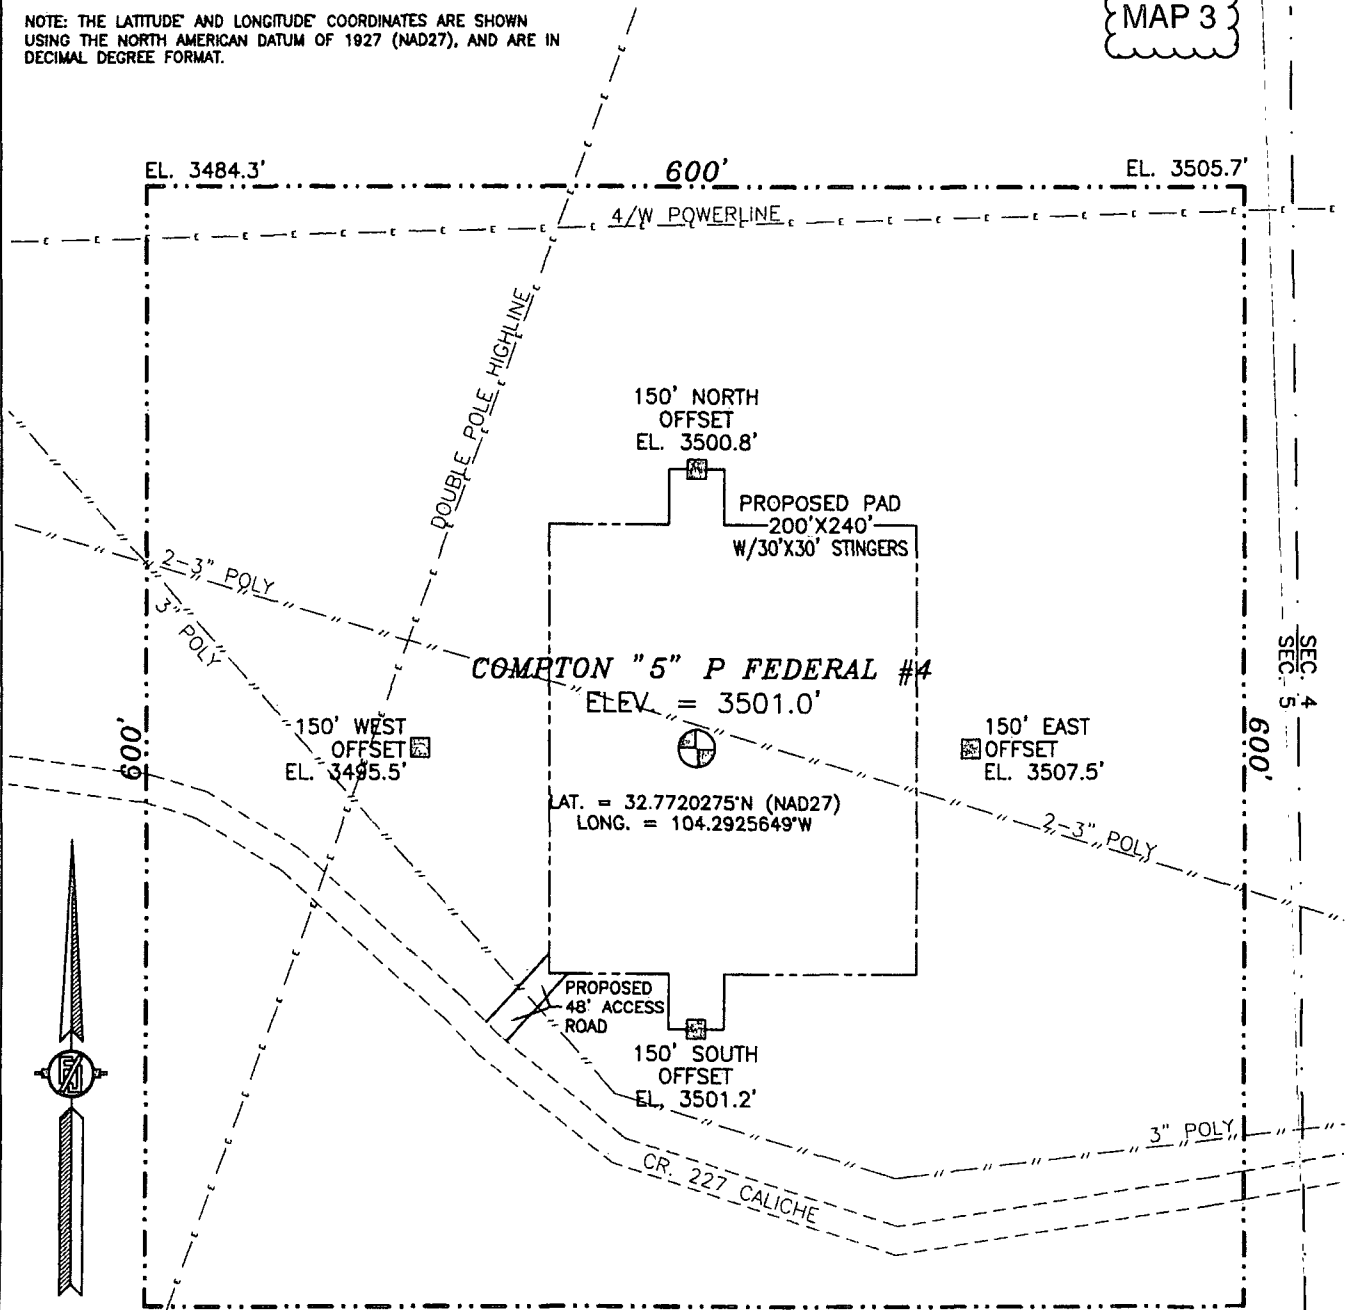 NOTE: THE LATITUDE AND LONGITUDE COORDINATES ARE SHOWN
USING THE NORTH AMERICAN DATUM OF 1927 (NAD27), AND ARE IN
DECIMAL DEGREE FORMAT.
MAP 3
EL. 3484.3'
600'
EL. 3505.7'
4/W POWERLINE
DOUBLE POLE HIGHLINE
150' NORTH
OFFSET
EL. 3500.8'
PROPOSED PAD
200'X240'
W/30'X30' STINGERS
2-3" POLY
3" POLY
COMPTON "5" P FEDERAL #4
ELEV. = 3501.0'
SEC. 4
SEC. 5
600'
150' WEST
OFFSET
EL. 3495.5'
150' EAST
OFFSET
EL. 3507.5'
600'
LAT. = 32.7720275°N (NAD27)
LONG. = 104.2925649°W
2-3" POLY
PROPOSED
48' ACCESS
ROAD
150' SOUTH
OFFSET
EL. 3501.2'
3" POLY
CR. 227 CALICHE